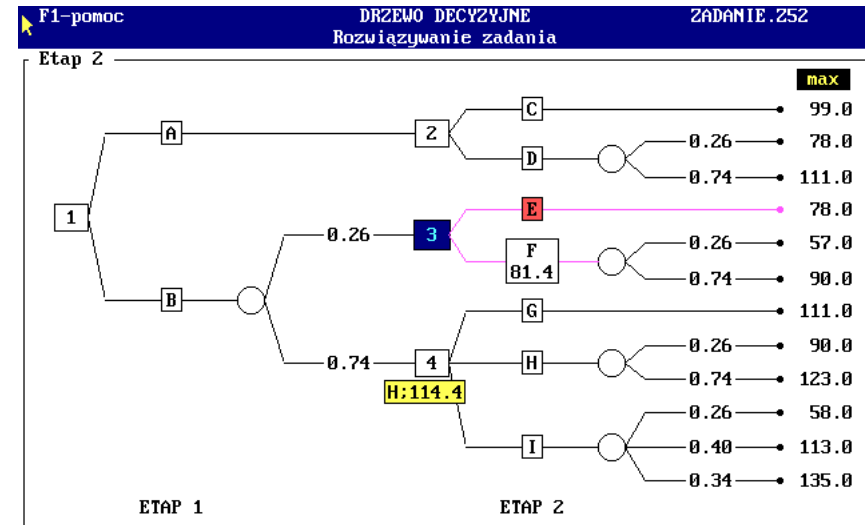 F1-pomoc DRZEWO DECYZYJNE ZADANIE.Z52
Rozwiązywanie zadania
Etap 2
max
C 99.0
A 2 0.26 78.0
D
0.74 111.0
1 E 78.0
0.26 3 0.26 57.0
F
81.4
0.74 90.0
B G 111.0
0.26 90.0
0.74 4 H
0.74 123.0
H;114.4
0.26 58.0
I 0.40 113.0
0.34 135.0
ETAP 1 ETAP 2